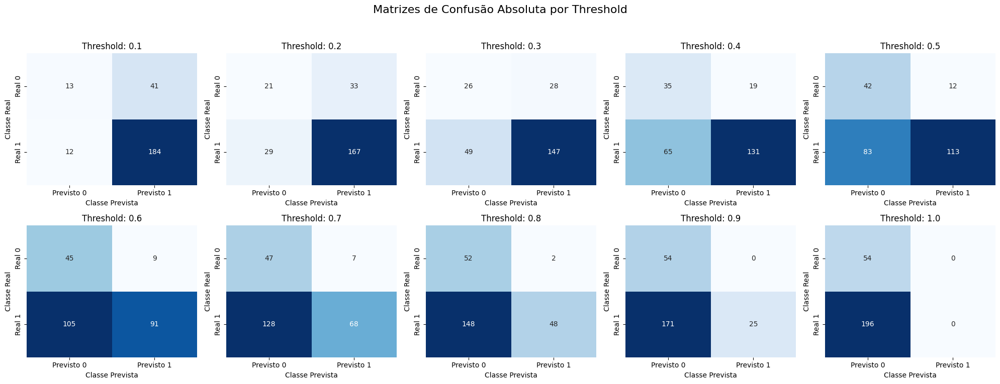 Matrizes de Confusão Absoluta por Threshold
Threshold: 0.1
Classe Real
Real 0
13 41
Real 1
12 184
Previsto 0 Previsto 1
Classe Prevista
Threshold: 0.2
Classe Real
Real 0
21 33
Real 1
29 167
Previsto 0 Previsto 1
Classe Prevista
Threshold: 0.3
Classe Real
Real 0
26 28
Real 1
49 147
Previsto 0 Previsto 1
Classe Prevista
Threshold: 0.4
Classe Real
Real 0
35 19
Real 1
65 131
Previsto 0 Previsto 1
Classe Prevista
Threshold: 0.5
Classe Real
Real 0
42 12
Real 1
83 113
Previsto 0 Previsto 1
Classe Prevista
Threshold: 0.6
Classe Real
Real 0
45 9
Real 1
105 91
Previsto 0 Previsto 1
Classe Prevista
Threshold: 0.7
Classe Real
Real 0
47 7
Real 1
128 68
Previsto 0 Previsto 1
Classe Prevista
Threshold: 0.8
Classe Real
Real 0
52 2
Real 1
148 48
Previsto 0 Previsto 1
Classe Prevista
Threshold: 0.9
Classe Real
Real 0
54 0
Real 1
171 25
Previsto 0 Previsto 1
Classe Prevista
Threshold: 1.0
Classe Real
Real 0
54 0
Real 1
196 0
Previsto 0 Previsto 1
Classe Prevista